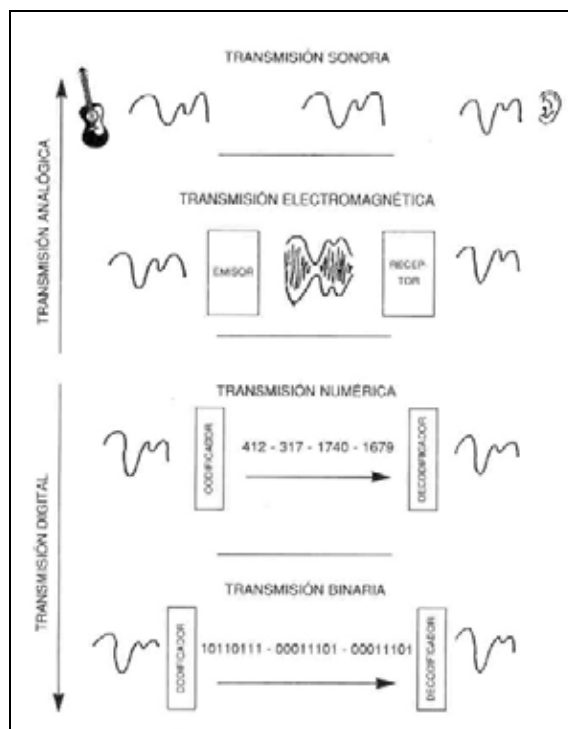 TRANSMISIÓN SONORA
TRANSMISIÓN ANALÓGICA
TRANSMISIÓN ELECTROMAGNÉTICA
EMISOR
RECEP-
TOR
TRANSMISIÓN DIGITAL
TRANSMISIÓN NUMÉRICA
CODIFICADOR
412 - 317 - 1740 - 1679
DECODIFICADOR
TRANSMISIÓN BINARIA
CODIFICADOR
10110111 - 00011101 - 00011101
DECODIFICADOR